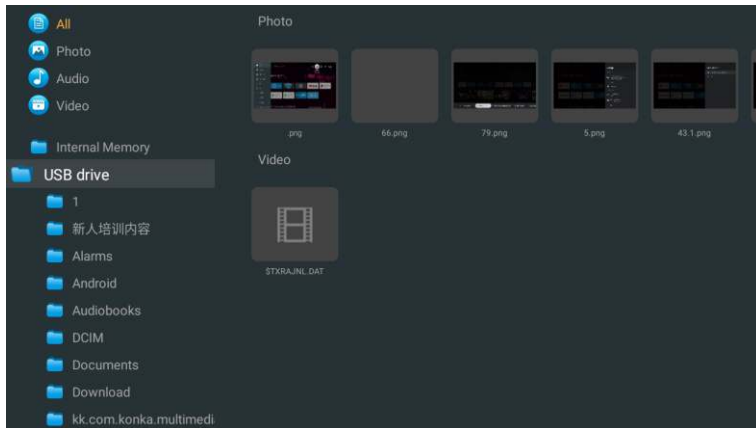 All
Photo
Audio
Video
Internal Memory
USB drive
1
新人培训内容
Alarms
Android
Audiobooks
DCIM
Documents
Download
kk.com.konka.multimedi
Photo
.png
66.png
79.png
5.png
43.1.png
Video
$TXRAJNL.DAT